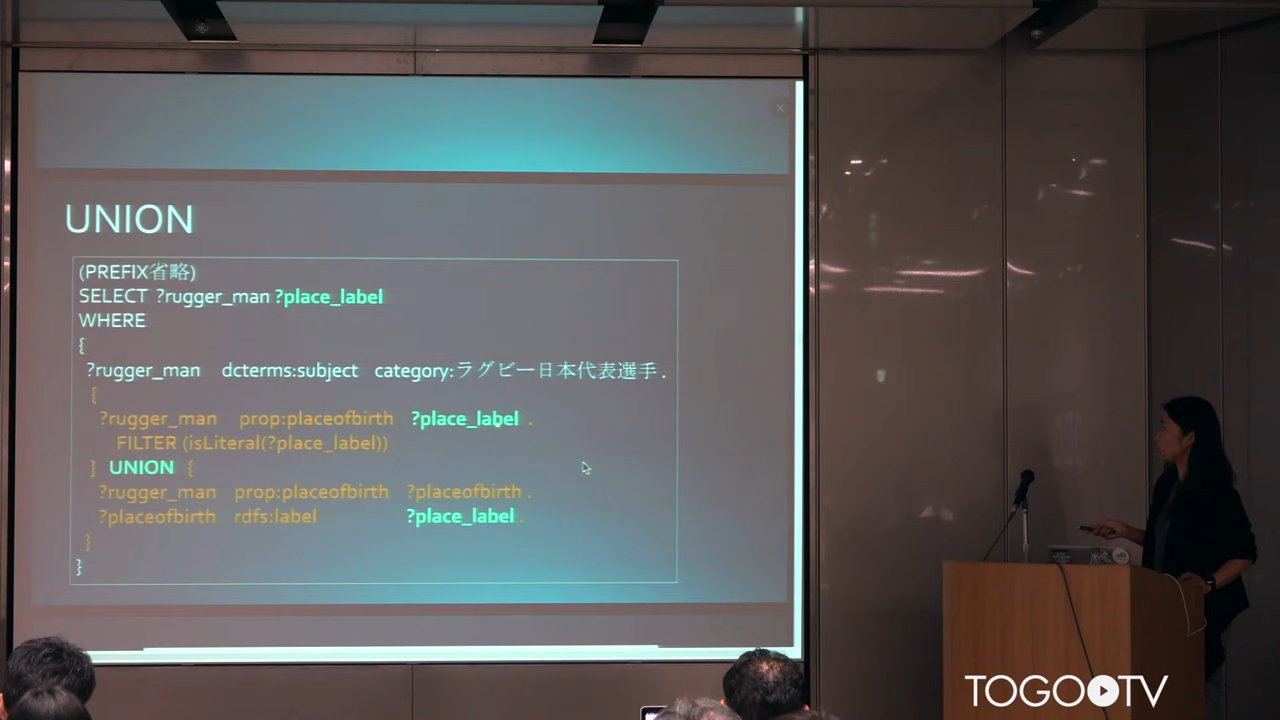 UNION
(PREFIX省略)
SELECT ?rugger_man ?place_label
WHERE
{
?rugger_man dcterms:subject category:ラグビー日本代表選手 .
{
?rugger_man prop:placeofbirth ?place_label .
FILTER (isLiteral(?place_label))
} UNION {
?rugger_man prop:placeofbirth ?placeofbirth .
?placeofbirth rdfs:label ?place_label .
}
}
TOGOTV